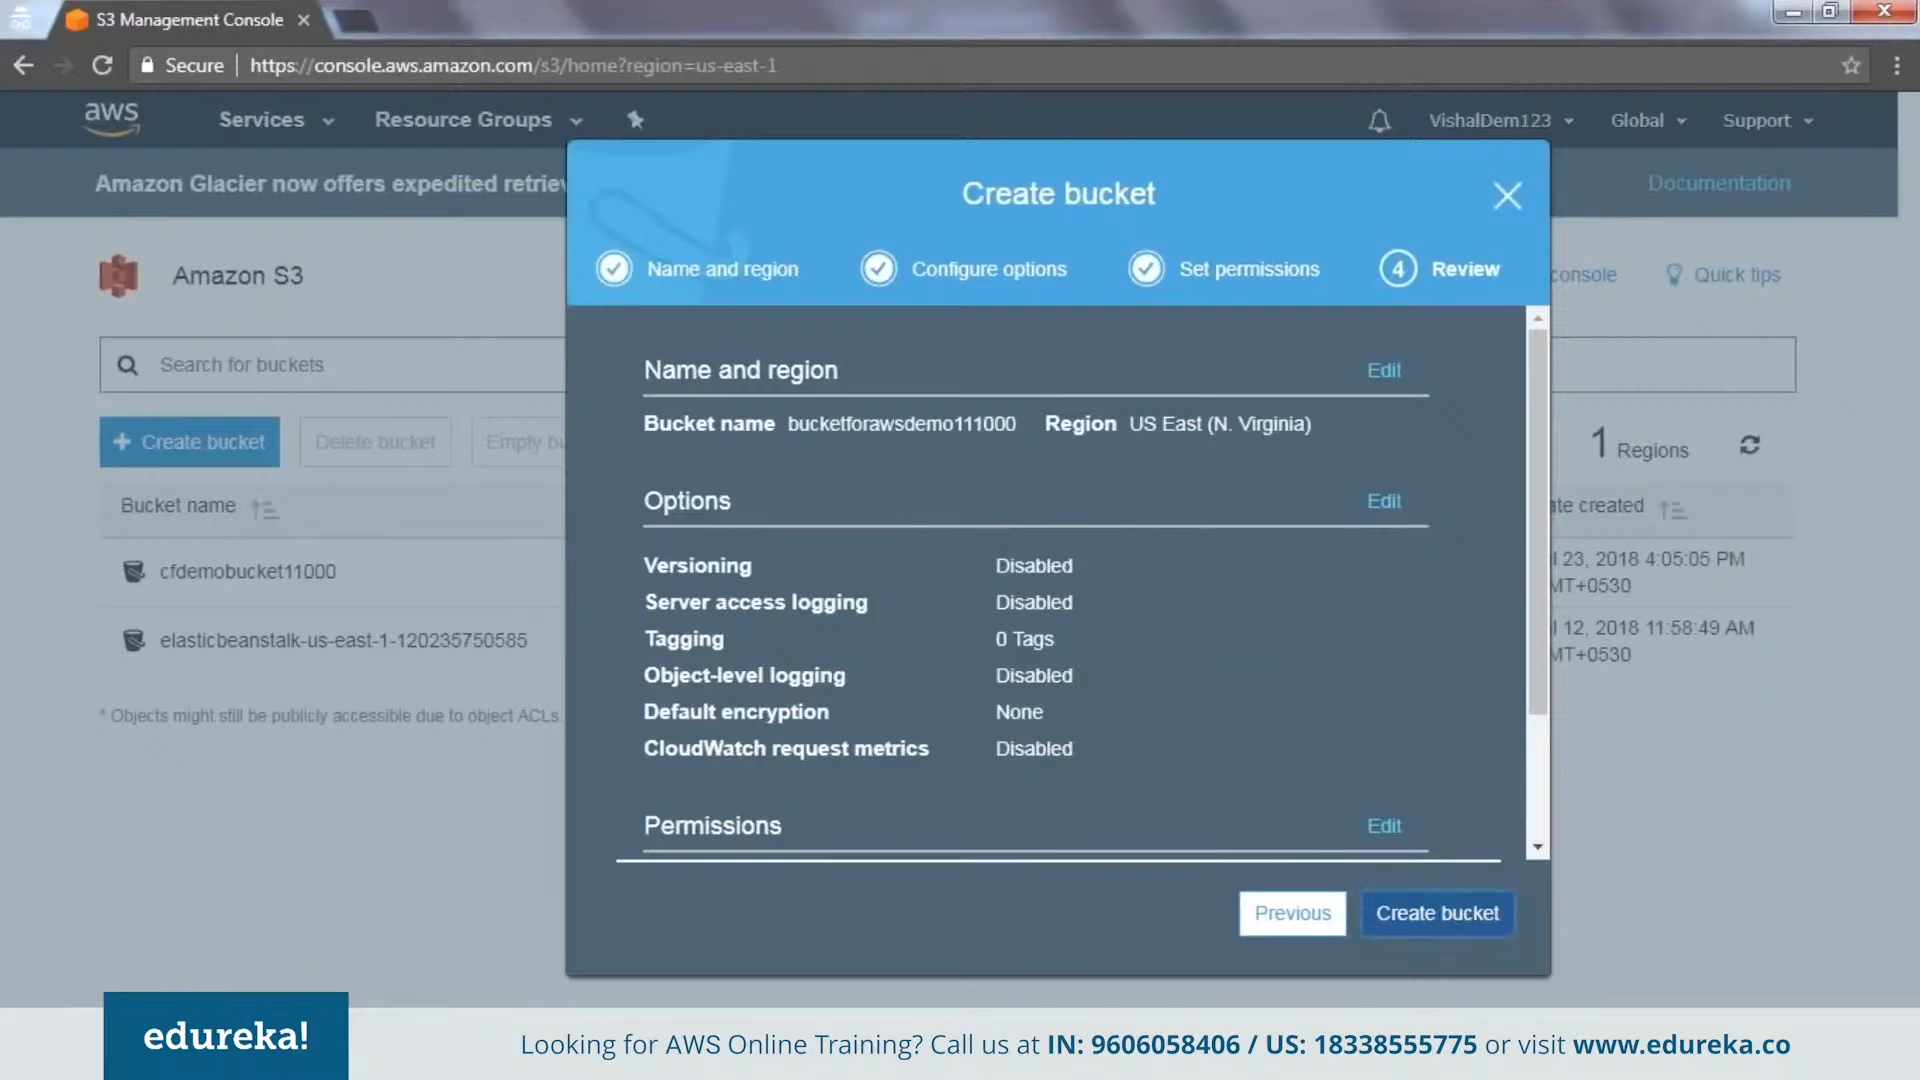 S3 Management Console
Secure | https://console.aws.amazon.com/s3/home?region=us-east-1
aws Services Resource Groups VishalDem123 Global Support
Amazon Glacier now offers expedited Documentation
Create bucket
Name and region Configure options Set permissions 4 Review
Amazon S3 console Quick tips
Search for buckets
Name and region Edit
Bucket name bucketforawsdemo111000 Region US East (N. Virginia)
+ Create bucket Delete bucket Empty 1 Regions
Options Edit
Bucket name created
Versioning Disabled
cfdemobucket11000 23, 2018 4:05:05 PM
MT+0530
Server access logging Disabled
Tagging 0 Tags
elasticbeanstalk-us-east-1-120235750585 12, 2018 11:58:49 AM
MT+0530
Object-level logging Disabled
Default encryption None
* Objects might still be publicly accessible due to object ACLs.
CloudWatch request metrics Disabled
Permissions Edit
Previous Create bucket
edureka!
Looking for AWS Online Training? Call us at IN: 9606058406 / US: 18338555775 or visit www.edureka.co